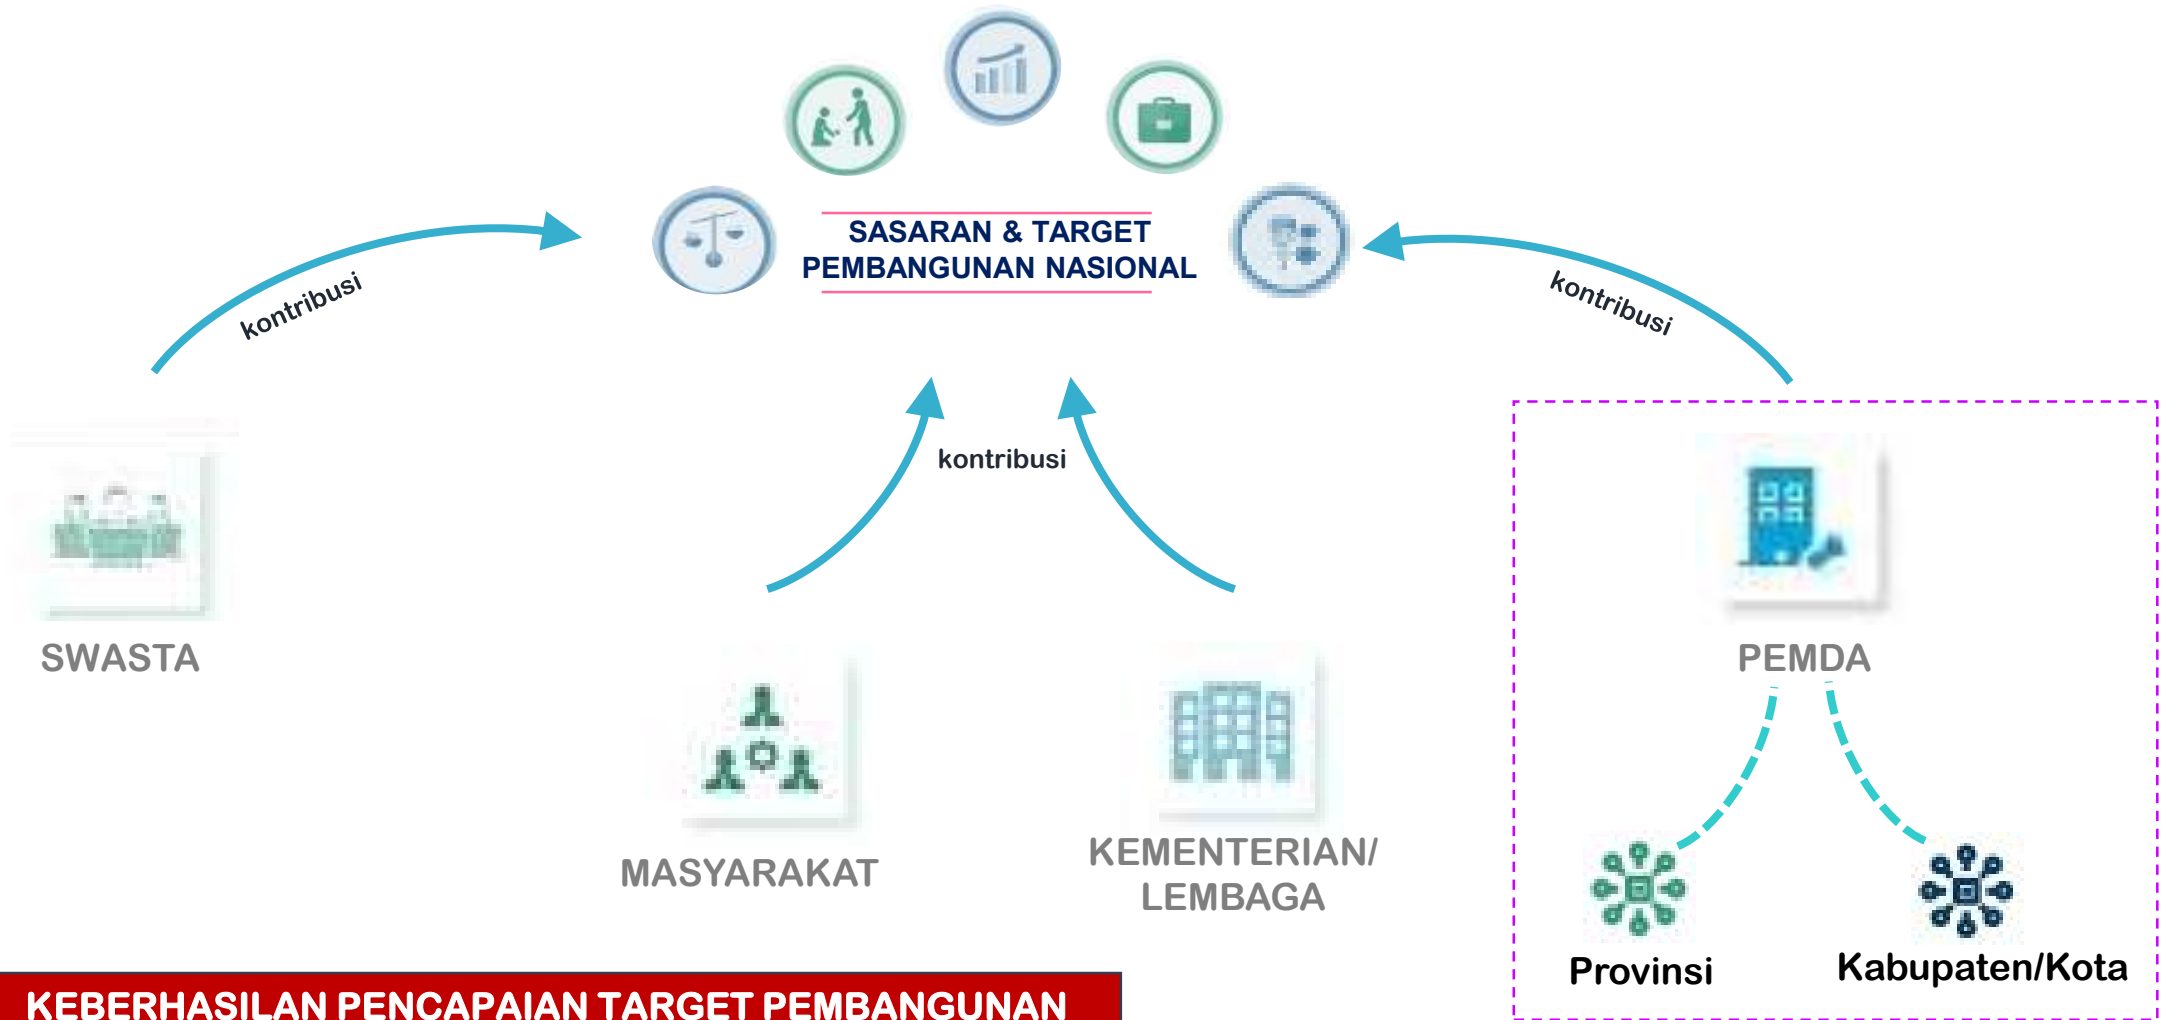 SASARAN & TARGET
PEMBANGUNAN NASIONAL
kontribusi
kontribusi
kontribusi
SWASTA
PEMDA
MASYARAKAT
KEMENTERIAN/
LEMBAGA
Provinsi
Kabupaten/Kota
KEBERHASILAN PENCAPAIAN TARGET PEMBANGUNAN